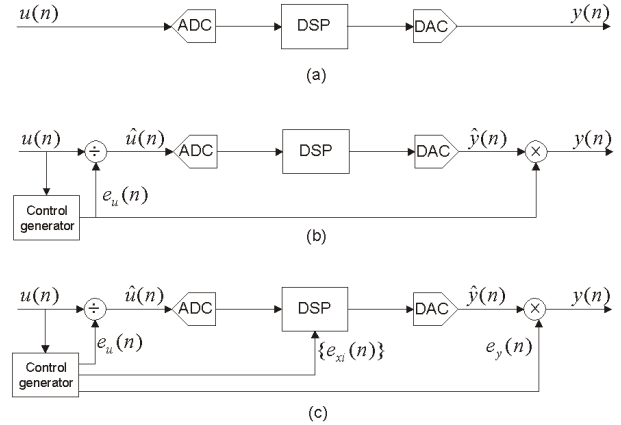 u(n) ADC DSP DAC y(n)
(a)
u(n) ÷ û(n) ADC DSP DAC ŷ(n) × y(n)
e_u(n)
Control
generator
(b)
u(n) ÷ û(n) ADC DSP DAC ŷ(n) × y(n)
e_u(n) {e_xi(n)} e_y(n)
Control
generator
(c)